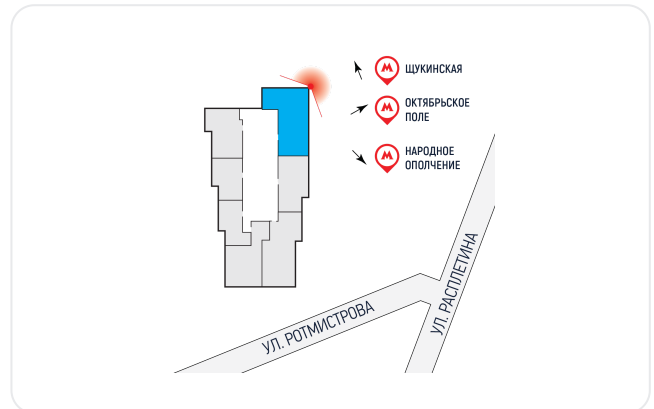 ЩУКИНСКАЯ
ОКТЯБРЬСКОЕ
ПОЛЕ
НАРОДНОЕ
ОПОЛЧЕНИЕ
УЛ. РАСПЛЕТИНА
УЛ. РОТМИСТРОВА